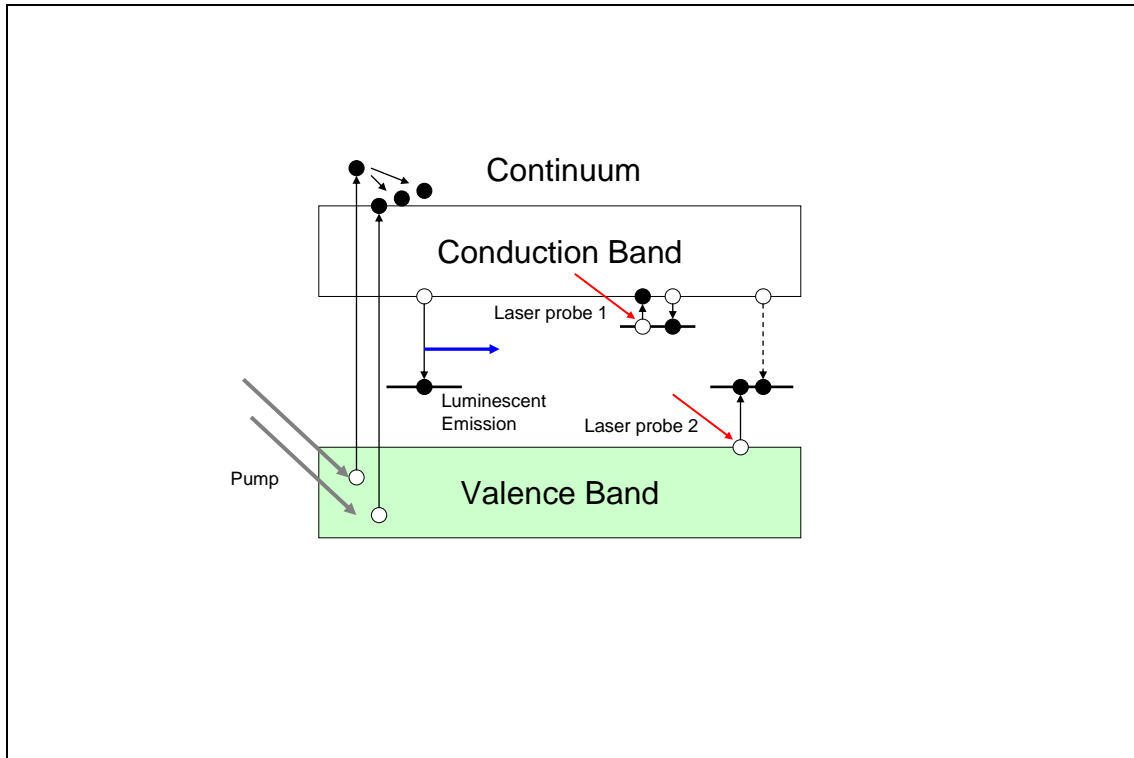 Continuum
Conduction Band
Laser probe 1
Luminescent
Emission
Laser probe 2
Pump
Valence Band